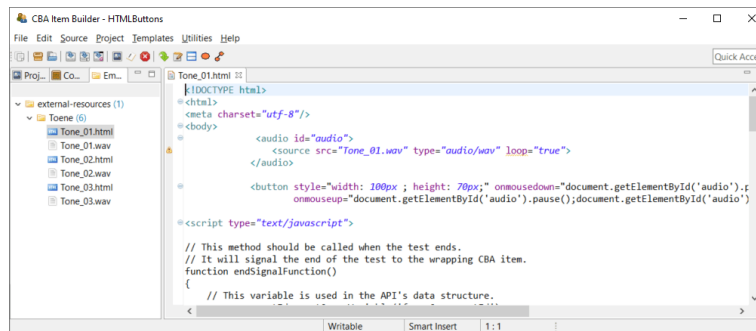 CBA Item Builder - HTMLButtons
File Edit Source Project Templates Utilities Help
Quick Acce
Proj... Co... Em...
external-resources (1)
Toene (6)
Tone_01.html
Tone_01.wav
Tone_02.html
Tone_02.wav
Tone_03.html
Tone_03.wav
Tone_01.html
<!DOCTYPE html>
<html>
<meta charset="utf-8"/>
<body>
<audio id="audio">
<source src="Tone_01.wav" type="audio/wav" loop="true">
</audio>
<button style="width: 100px ; height: 70px;" onmousedown="document.getElementById('audio').p
onmouseup="document.getElementById('audio').pause();document.getElementById('audio')
<script type="text/javascript">
// This method should be called when the test ends.
// It will signal the end of the test to the wrapping CBA item.
function endSignalFunction()
{
// This variable is used in the API's data structure.
Writable Smart Insert 1 : 1